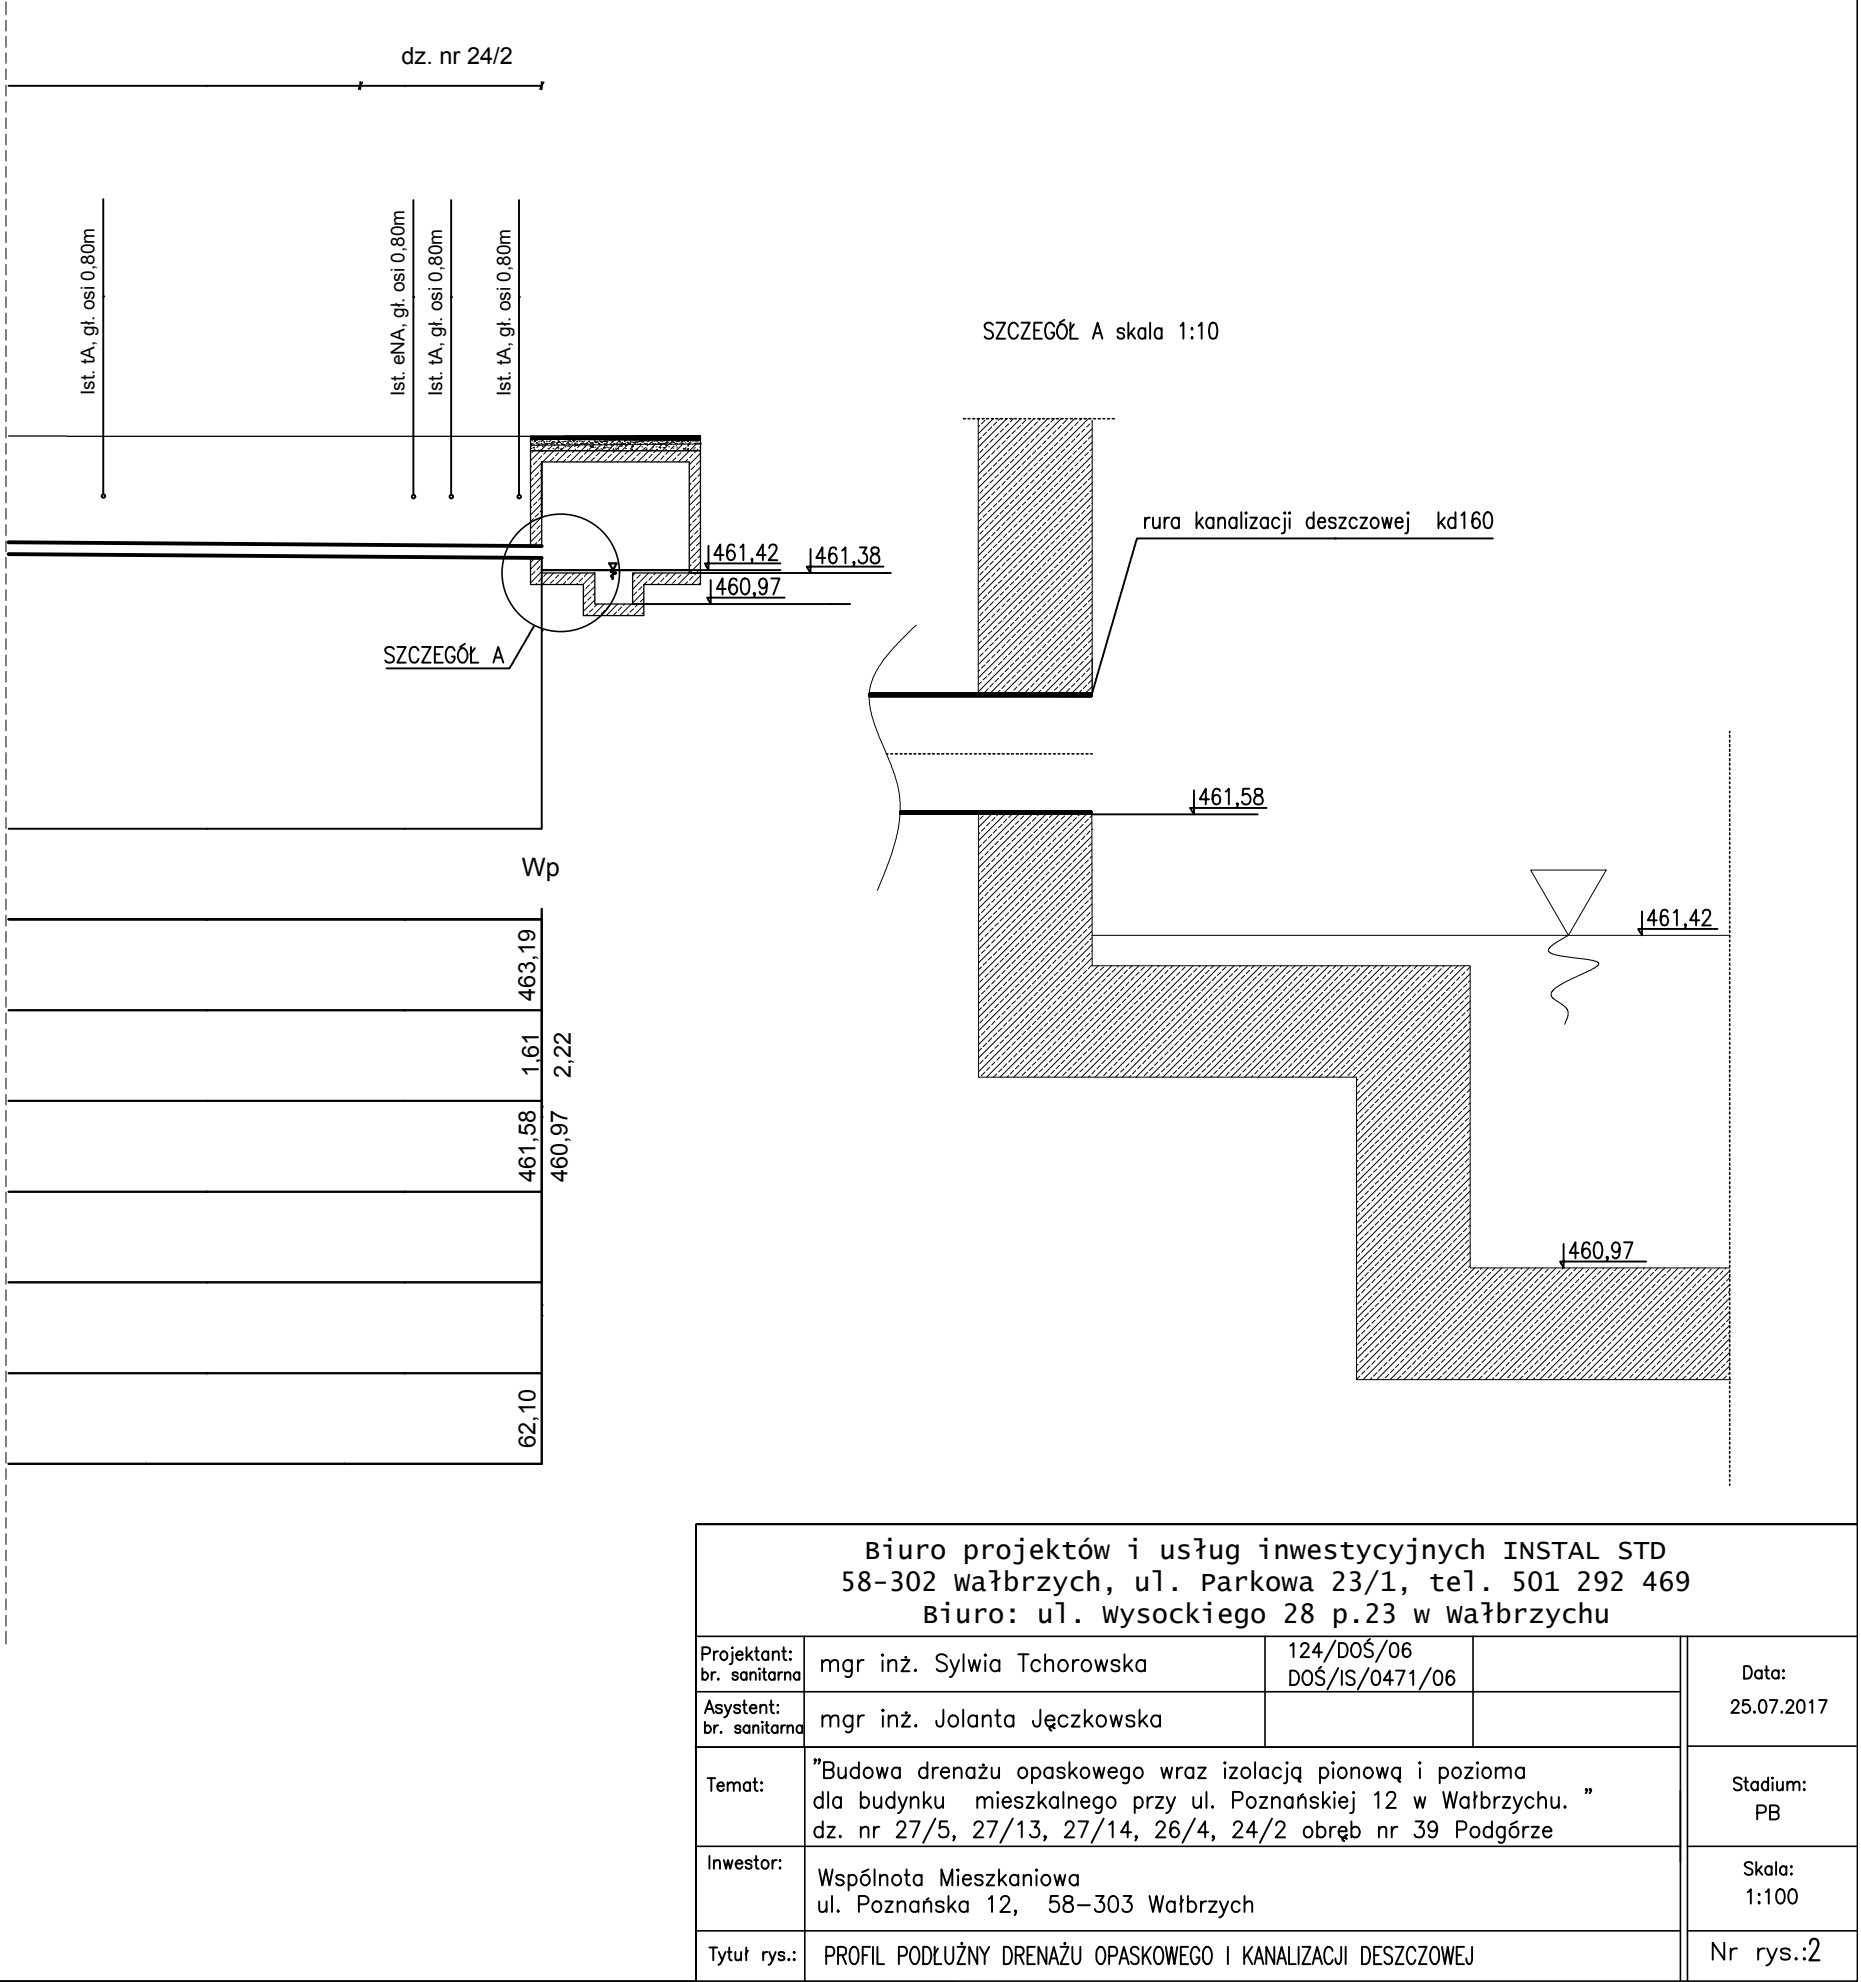 dz. nr 24/2
Ist. tA, gł. osi 0,80m
Ist. eNA, gł. osi 0,80m
Ist. tA, gł. osi 0,80m
Ist. tA, gł. osi 0,80m
461,42
461,38
460,97
SZCZEGÓŁ A
SZCZEGÓŁ A skala 1:10
rura kanalizacji deszczowej kd160
461,58
461,42
460,97
Wp
463,19
1,61
2,22
461,58
460,97
62,10
Biuro projektów i usług inwestycyjnych INSTAL STD
58-302 Wałbrzych, ul. Parkowa 23/1, tel. 501 292 469
Biuro: ul. Wysockiego 28 p.23 w Wałbrzychu
Projektant:
br. sanitarna
mgr inż. Sylwia Tchorowska
124/DOŚ/06
DOŚ/IS/0471/06
Data:
25.07.2017
Asystent:
br. sanitarna
mgr inż. Jolanta Jęczkowska
Temat:
"Budowa drenażu opaskowego wraz izolacją pionową i pozioma
dla budynku mieszkalnego przy ul. Poznańskiej 12 w Wałbrzychu. "
dz. nr 27/5, 27/13, 27/14, 26/4, 24/2 obręb nr 39 Podgórze
Stadium:
PB
Inwestor:
Wspólnota Mieszkaniowa
ul. Poznańska 12, 58-303 Wałbrzych
Skala:
1:100
Tytuł rys.:
PROFIL PODŁUŻNY DRENAŻU OPASKOWEGO I KANALIZACJI DESZCZOWEJ
Nr rys.:2